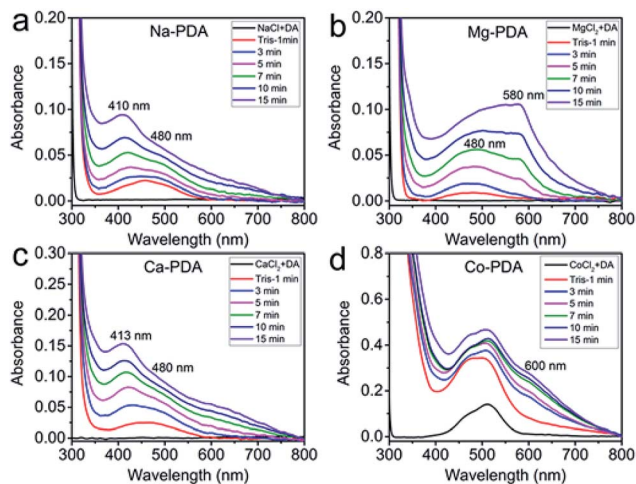 a
Na-PDA
NaCl+DA
Tris-1min
3 min
5 min
7 min
10 min
15 min
410 nm
480 nm
Absorbance
0.20
0.15
0.10
0.05
0.00
300 400 500 600 700 800
Wavelength (nm)
b
Mg-PDA
MgCl₂+DA
Tris-1 min
3 min
5 min
7 min
10 min
15 min
580 nm
480 nm
Absorbance
0.20
0.15
0.10
0.05
0.00
300 400 500 600 700 800
Wavelength (nm)
c
Ca-PDA
CaCl₂+DA
Tris-1 min
3 min
5 min
7 min
10 min
15 min
413 nm
480 nm
Absorbance
0.30
0.25
0.20
0.15
0.10
0.05
0.00
300 400 500 600 700 800
Wavelength (nm)
d
Co-PDA
CoCl₂+DA
Tris-1 min
3 min
5 min
7 min
10 min
15 min
600 nm
Absorbance
0.8
0.6
0.4
0.2
0.0
300 400 500 600 700 800
Wavelength (nm)